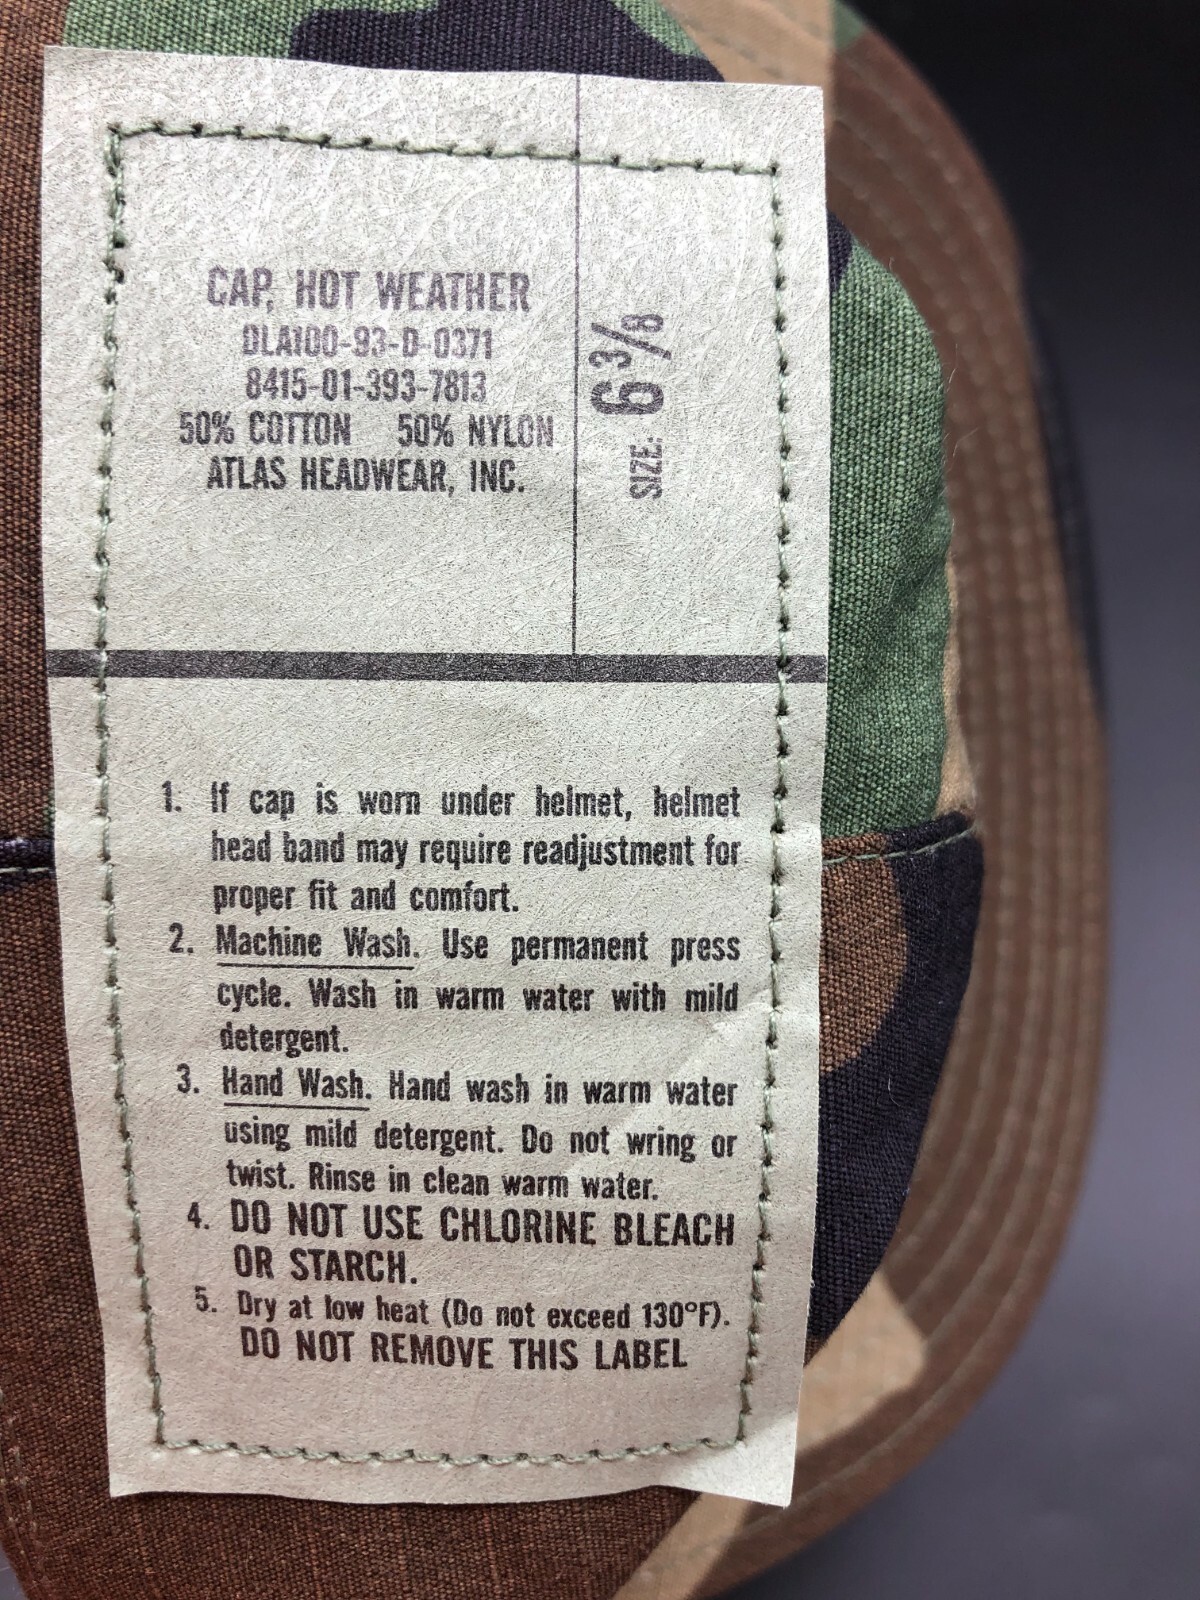 CAP, HOT WEATHER
DLA100-93-D-0371
8415-01-393-7813
50% COTTON 50% NYLON
ATLAS HEADWEAR, INC.
SIZE: 6 3/8
1. If cap is worn under helmet, helmet
head band may require readjustment for
proper fit and comfort.
2. Machine Wash. Use permanent press
cycle. Wash in warm water with mild
detergent.
3. Hand Wash. Hand wash in warm water
using mild detergent. Do not wring or
twist. Rinse in clean warm water.
4. DO NOT USE CHLORINE BLEACH
OR STARCH.
5. Dry at low heat (Do not exceed 130°F).
DO NOT REMOVE THIS LABEL